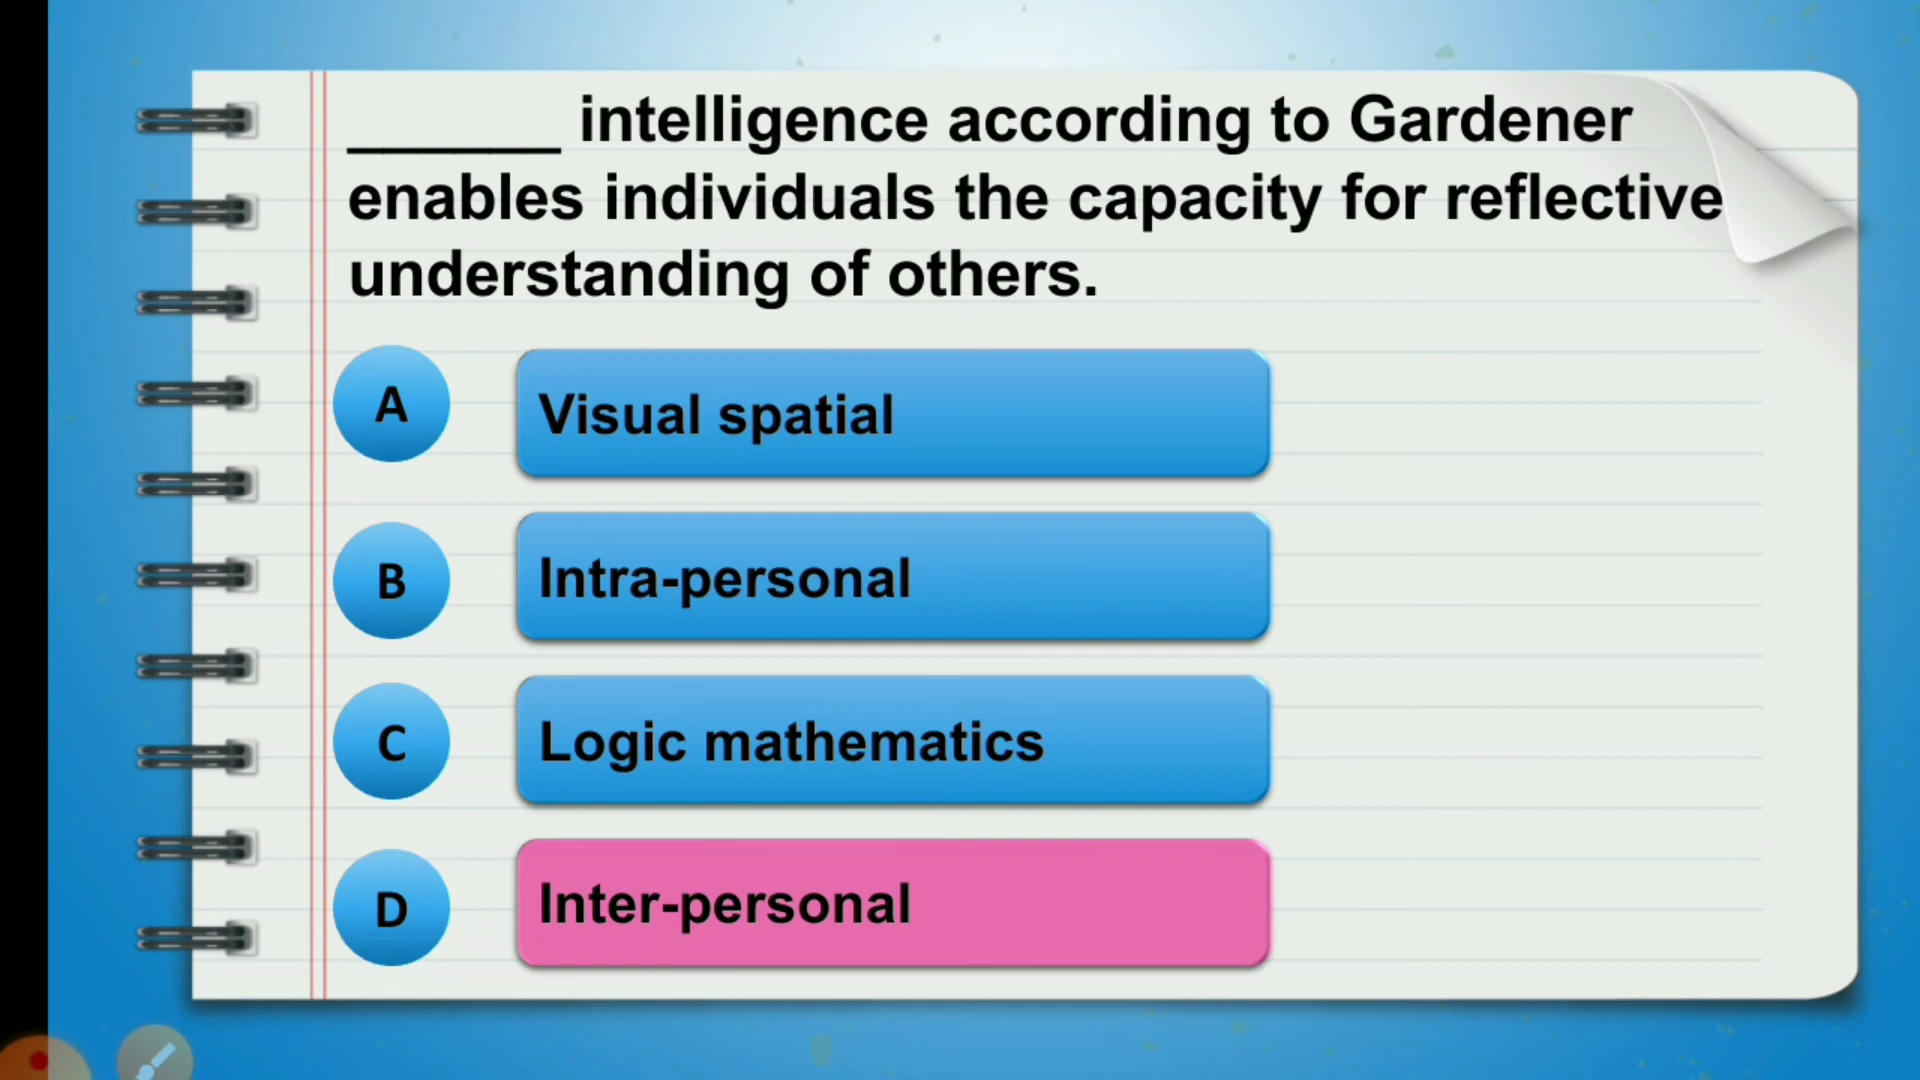 ______ intelligence according to Gardener
enables individuals the capacity for reflective
understanding of others.
A
Visual spatial
B
Intra-personal
C
Logic mathematics
D
Inter-personal